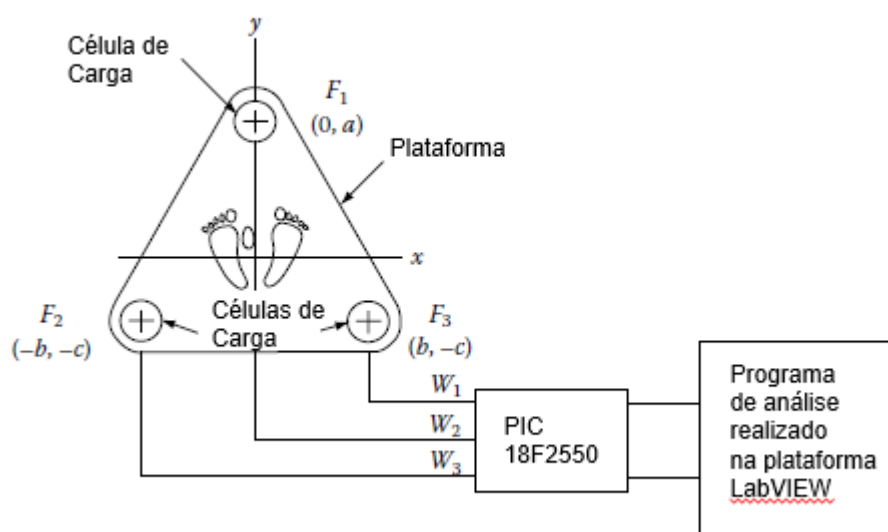 y
Célula de
Carga
F₁
(0, a)
Plataforma
x
F₂
(–b, –c)
Células de
Carga
F₃
(b, –c)
W₁
W₂
W₃
PIC
18F2550
Programa
de análise
realizado
na plataforma
LabVIEW